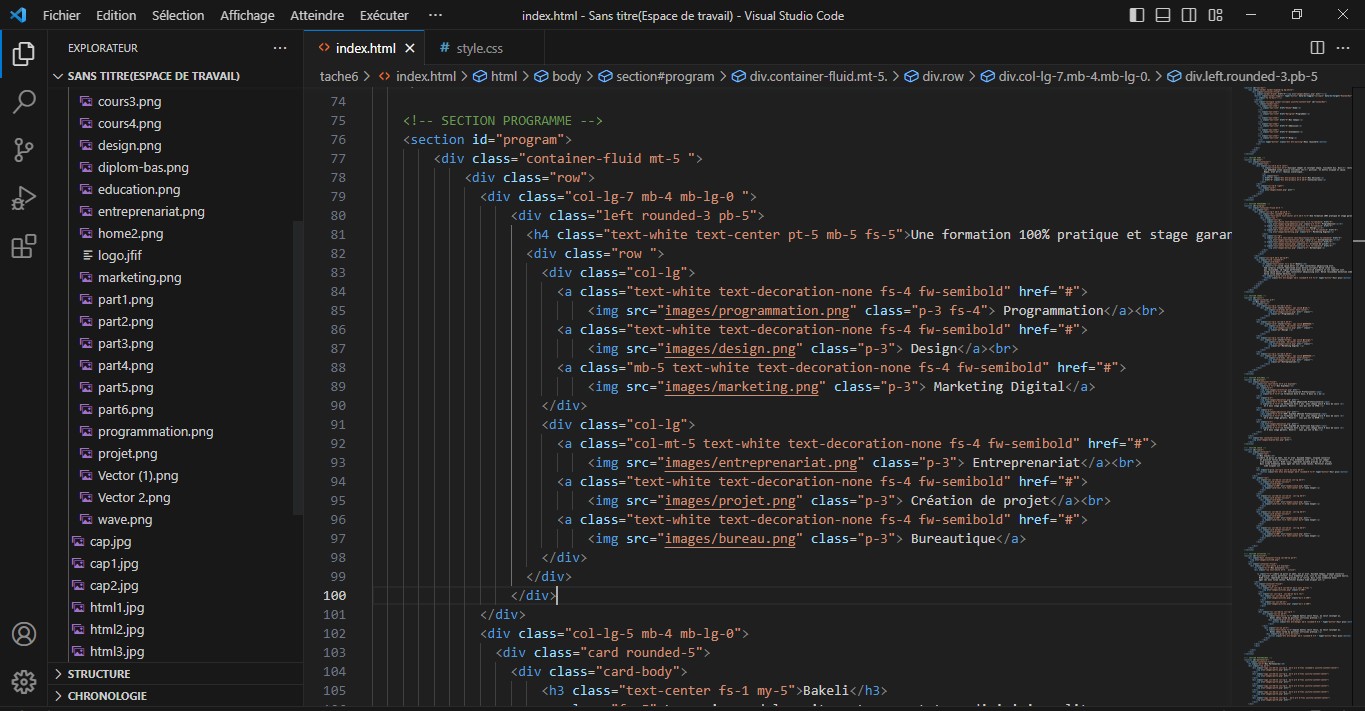 Fichier Edition Sélection Affichage Atteindre Exécuter ··· index.html - Sans titre(Espace de travail) - Visual Studio Code
EXPLORATEUR ···
SANS TITRE(ESPACE DE TRAVAIL)
cours3.png
cours4.png
design.png
diplom-bas.png
education.png
entreprenariat.png
home2.png
logo.jfif
marketing.png
part1.png
part2.png
part3.png
part4.png
part5.png
part6.png
programmation.png
projet.png
Vector (1).png
Vector 2.png
wave.png
cap.jpg
cap1.jpg
cap2.jpg
html1.jpg
html2.jpg
html3.jpg
STRUCTURE
CHRONOLOGIE
index.html # style.css
tache6 > index.html > html > body > section#program > div.container-fluid.mt-5. > div.row > div.col-lg-7.mb-4.mb-lg-0. > div.left.rounded-3.pb-5
74
75 <!-- SECTION PROGRAMME -->
76 <section id="program">
77 <div class="container-fluid mt-5 ">
78 <div class="row">
79 <div class="col-lg-7 mb-4 mb-lg-0 ">
80 <div class="left rounded-3 pb-5">
81 <h4 class="text-white text-center pt-5 mb-5 fs-5">Une formation 100% pratique et stage garan
82 <div class="row ">
83 <div class="col-lg">
84 <a class="text-white text-decoration-none fs-4 fw-semibold" href="#">
85 <img src="images/programmation.png" class="p-3 fs-4"> Programmation</a><br>
86 <a class="text-white text-decoration-none fs-4 fw-semibold" href="#">
87 <img src="images/design.png" class="p-3"> Design</a><br>
88 <a class="mb-5 text-white text-decoration-none fs-4 fw-semibold" href="#">
89 <img src="images/marketing.png" class="p-3"> Marketing Digital</a>
90 </div>
91 <div class="col-lg">
92 <a class="col-mt-5 text-white text-decoration-none fs-4 fw-semibold" href="#">
93 <img src="images/entreprenariat.png" class="p-3"> Entreprenariat</a><br>
94 <a class="text-white text-decoration-none fs-4 fw-semibold" href="#">
95 <img src="images/projet.png" class="p-3"> Création de projet</a><br>
96 <a class="text-white text-decoration-none fs-4 fw-semibold" href="#">
97 <img src="images/bureau.png" class="p-3"> Bureautique</a>
98 </div>
99 </div>
100 </div>
101 </div>
102 <div class="col-lg-5 mb-4 mb-lg-0">
103 <div class="card rounded-5">
104 <div class="card-body">
105 <h3 class="text-center fs-1 my-5">Bakeli</h3>